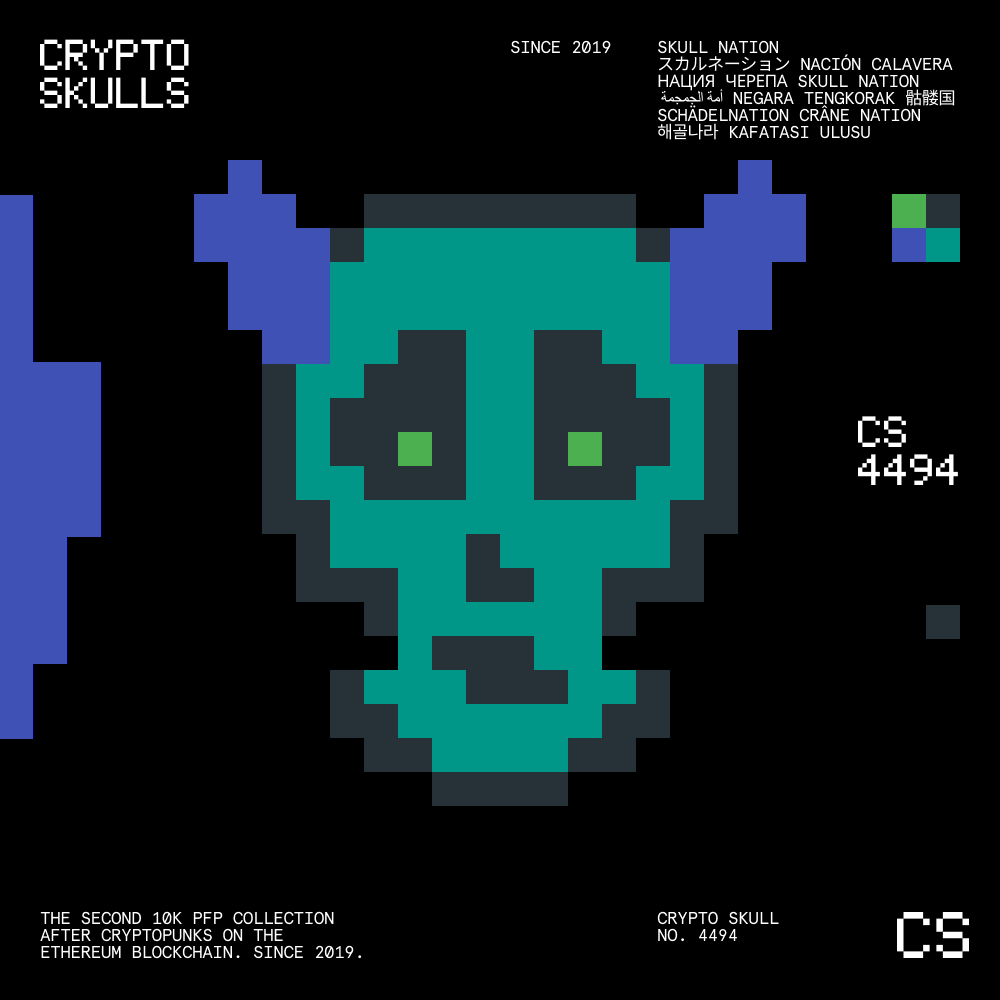 CRYPTO
SKULLS
SINCE 2019
SKULL NATION
スカルネーション NACIÓN CALAVERA
НАЦИЯ ЧЕРЕПА SKULL NATION
أمة الجمجمة NEGARA TENGKORAK 骷髅国
SCHÄDELNATION CRÂNE NATION
해골나라 KAFATASI ULUSU
CS
4494
THE SECOND 10K PFP COLLECTION
AFTER CRYPTOPUNKS ON THE
ETHEREUM BLOCKCHAIN. SINCE 2019.
CRYPTO SKULL
NO. 4494
CS